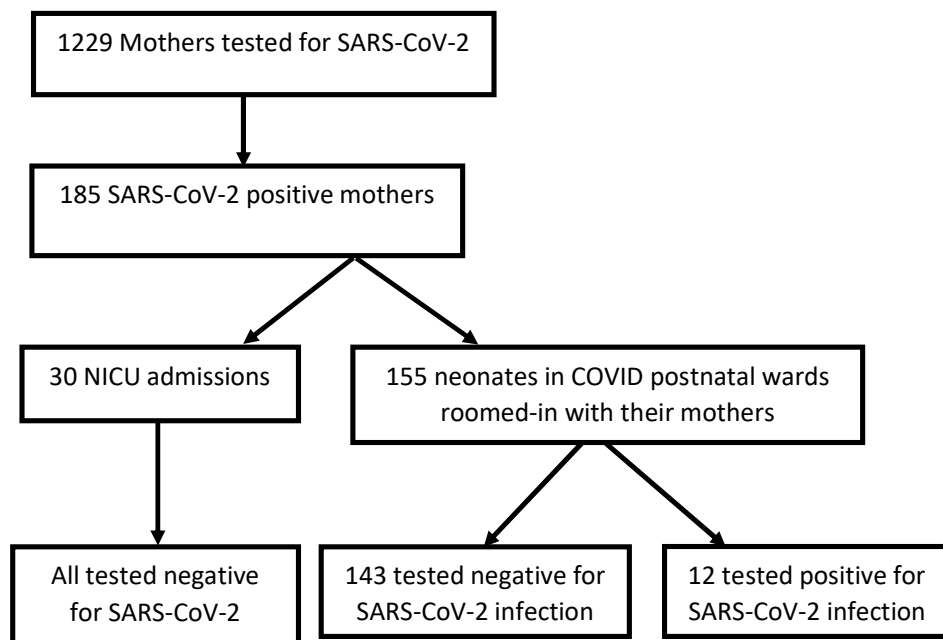 1229 Mothers tested for SARS-CoV-2
185 SARS-CoV-2 positive mothers
30 NICU admissions
155 neonates in COVID postnatal wards
roomed-in with their mothers
All tested negative
for SARS-CoV-2
143 tested negative for
SARS-CoV-2 infection
12 tested positive for
SARS-CoV-2 infection